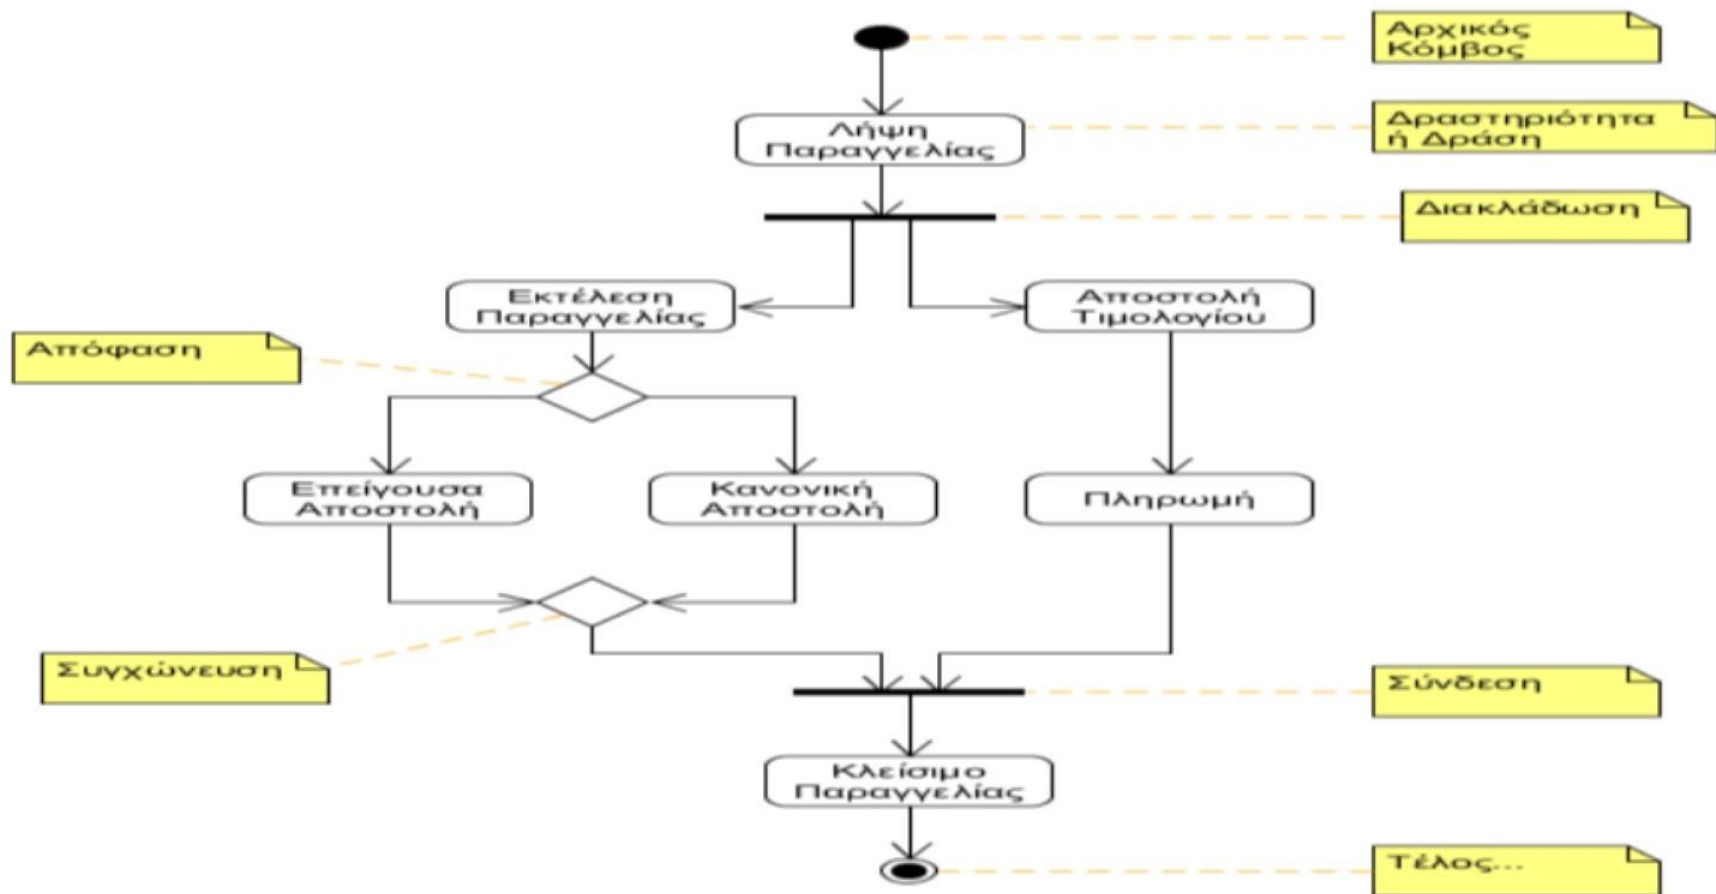 Αρχικός
Κόμβος
Λήψη
Παραγγελίας
Δραστηριότητα
ή Δράση
Διακλάδωση
Εκτέλεση
Παραγγελίας
Αποστολή
Τιμολογίου
Απόφαση
Επείγουσα
Αποστολή
Κανονική
Αποστολή
Πληρωμή
Συγχώνευση
Σύνδεση
Κλείσιμο
Παραγγελίας
Τέλος...